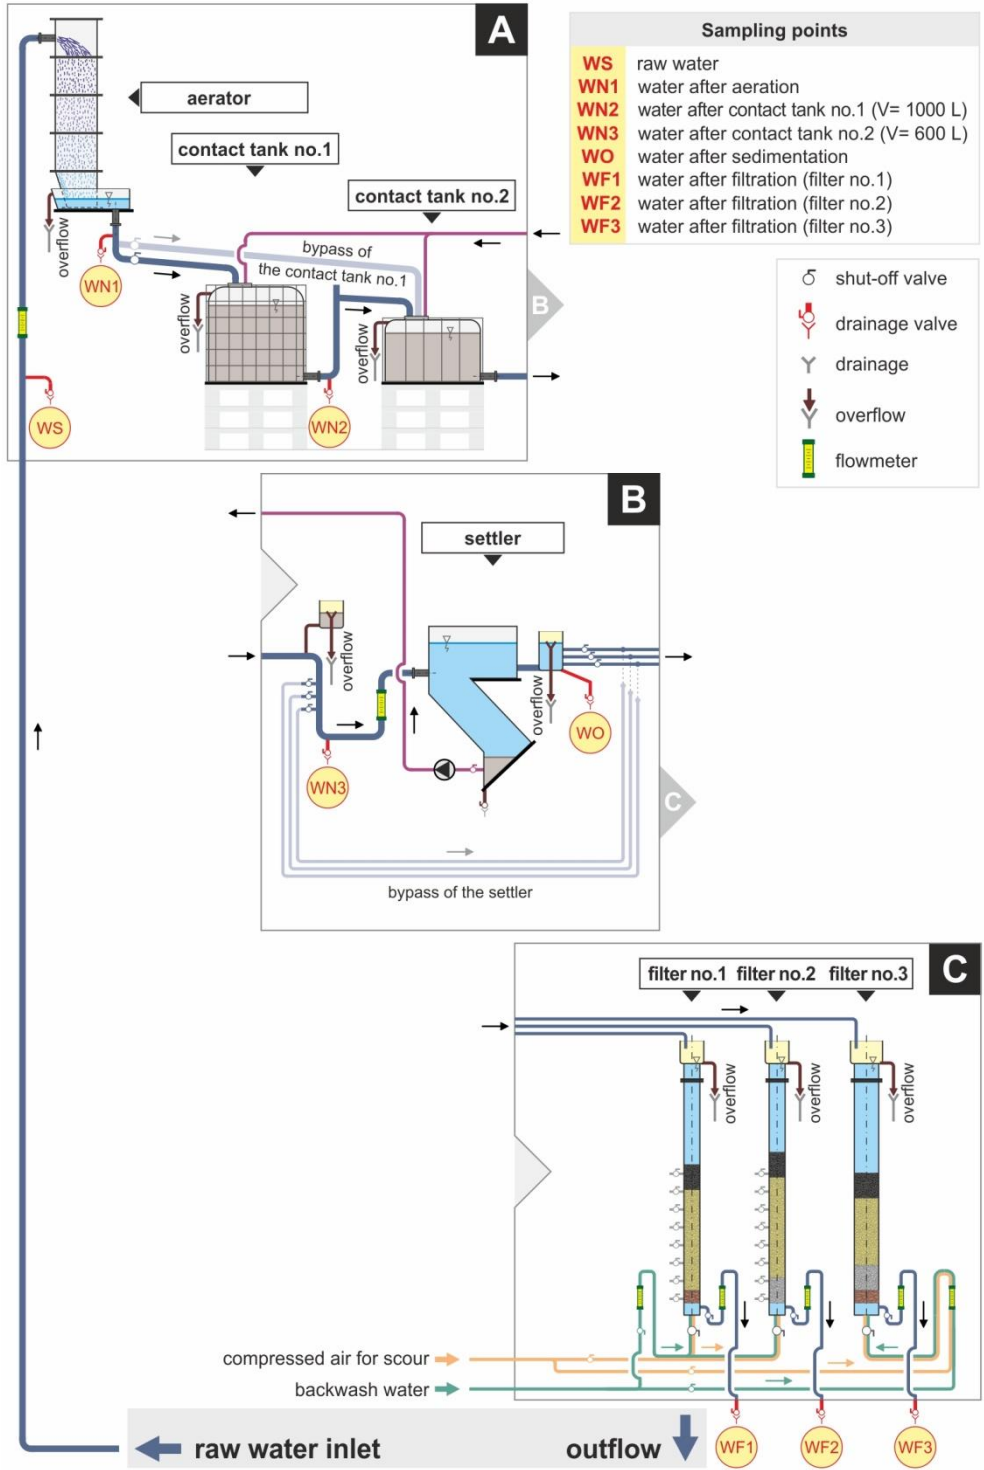 A
aerator
contact tank no.1
contact tank no.2
overflow
WN1
bypass of
the contact tank no.1
overflow
overflow
WS
WN2
B
Sampling points
WS raw water
WN1 water after aeration
WN2 water after contact tank no.1 (V= 1000 L)
WN3 water after contact tank no.2 (V= 600 L)
WO water after sedimentation
WF1 water after filtration (filter no.1)
WF2 water after filtration (filter no.2)
WF3 water after filtration (filter no.3)
shut-off valve
drainage valve
drainage
overflow
flowmeter
B
settler
overflow
overflow
WO
WN3
C
bypass of the settler
C
filter no.1 filter no.2 filter no.3
overflow
overflow
overflow
compressed air for scour
backwash water
raw water inlet
outflow
WF1
WF2
WF3